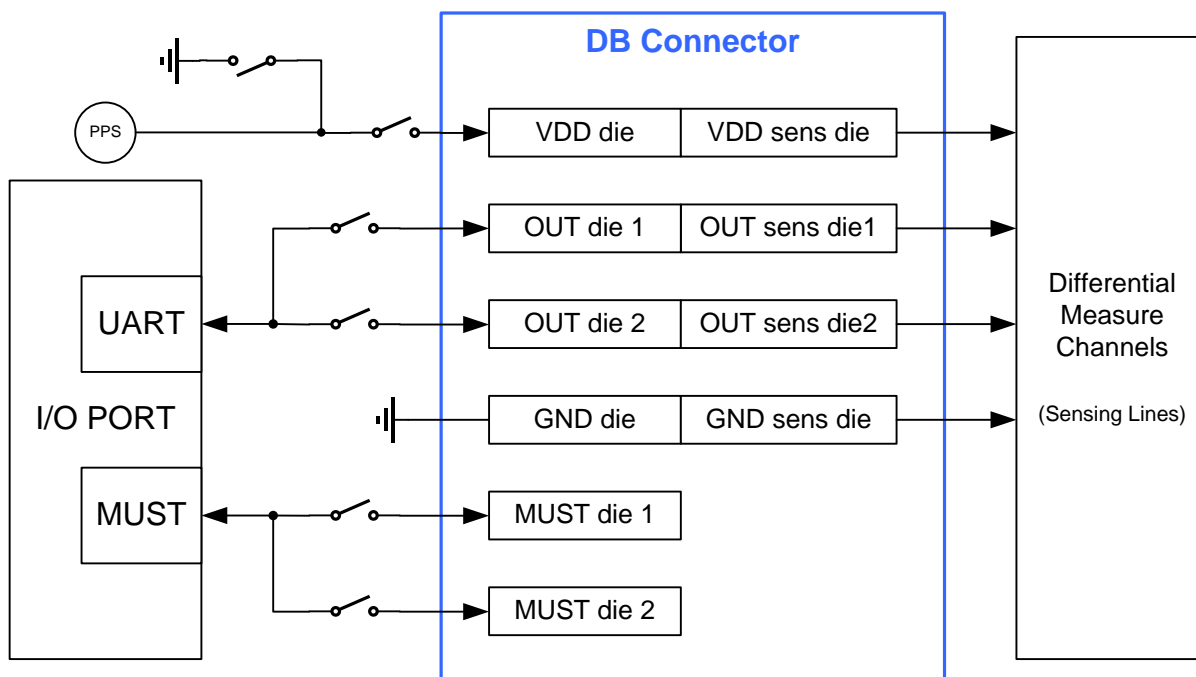 DB Connector
PPS
VDD die
VDD sens die
OUT die 1
OUT sens die1
UART
OUT die 2
OUT sens die2
I/O PORT
GND die
GND sens die
MUST
MUST die 1
MUST die 2
Differential
Measure
Channels
(Sensing Lines)